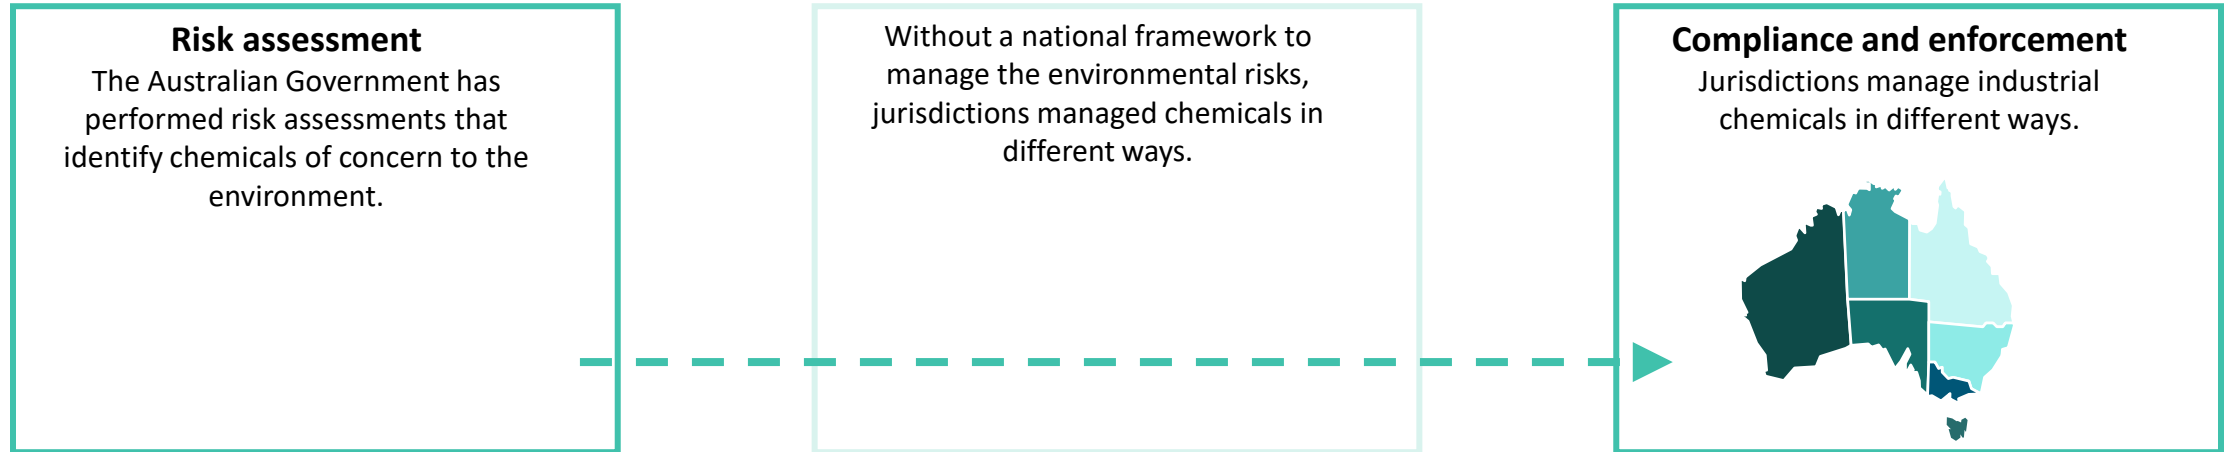 Risk assessment
The Australian Government has
performed risk assessments that
identify chemicals of concern to the
environment.
Without a national framework to
manage the environmental risks,
jurisdictions managed chemicals in
different ways.
Compliance and enforcement
Jurisdictions manage industrial
chemicals in different ways.